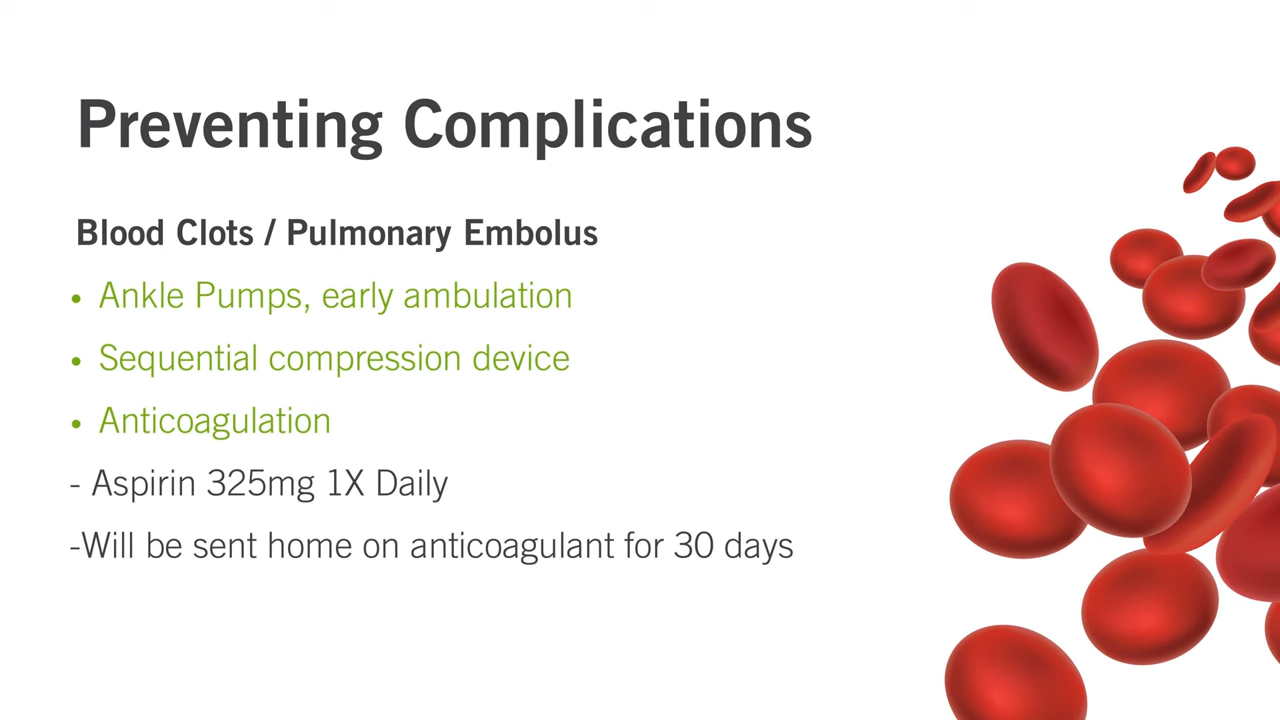 Preventing Complications
Blood Clots / Pulmonary Embolus
• Ankle Pumps, early ambulation
• Sequential compression device
• Anticoagulation
- Aspirin 325mg 1X Daily
-Will be sent home on anticoagulant for 30 days